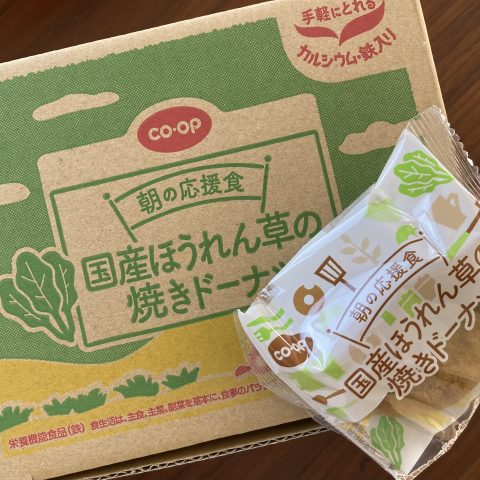 手軽にとれる
カルシウム・鉄入り
CO・OP
朝の応援食
国産ほうれん草の
焼きドーナツ
栄養機能食品(鉄) 食生活は、主食、主菜、副菜を基本に、食事のバラ
CO・OP
朝の応援食
国産ほうれん草の
焼きドーナツ